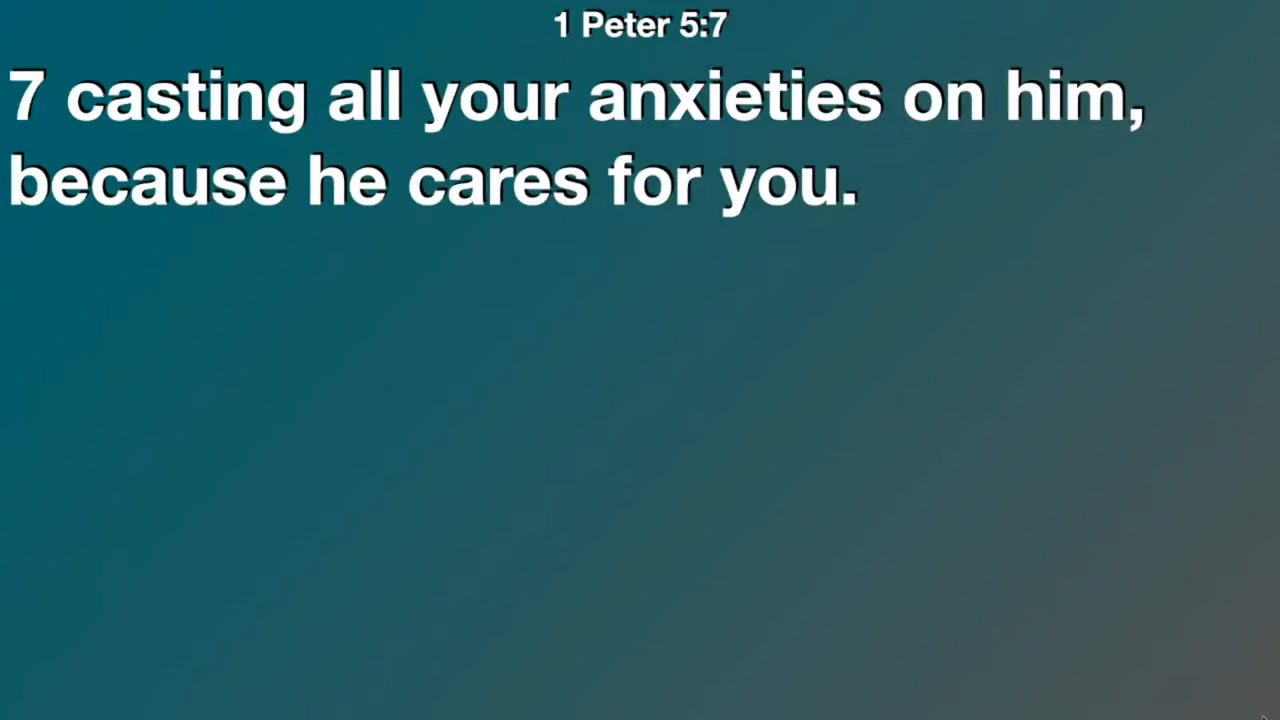 1 Peter 5:7
7 casting all your anxieties on him,
because he cares for you.